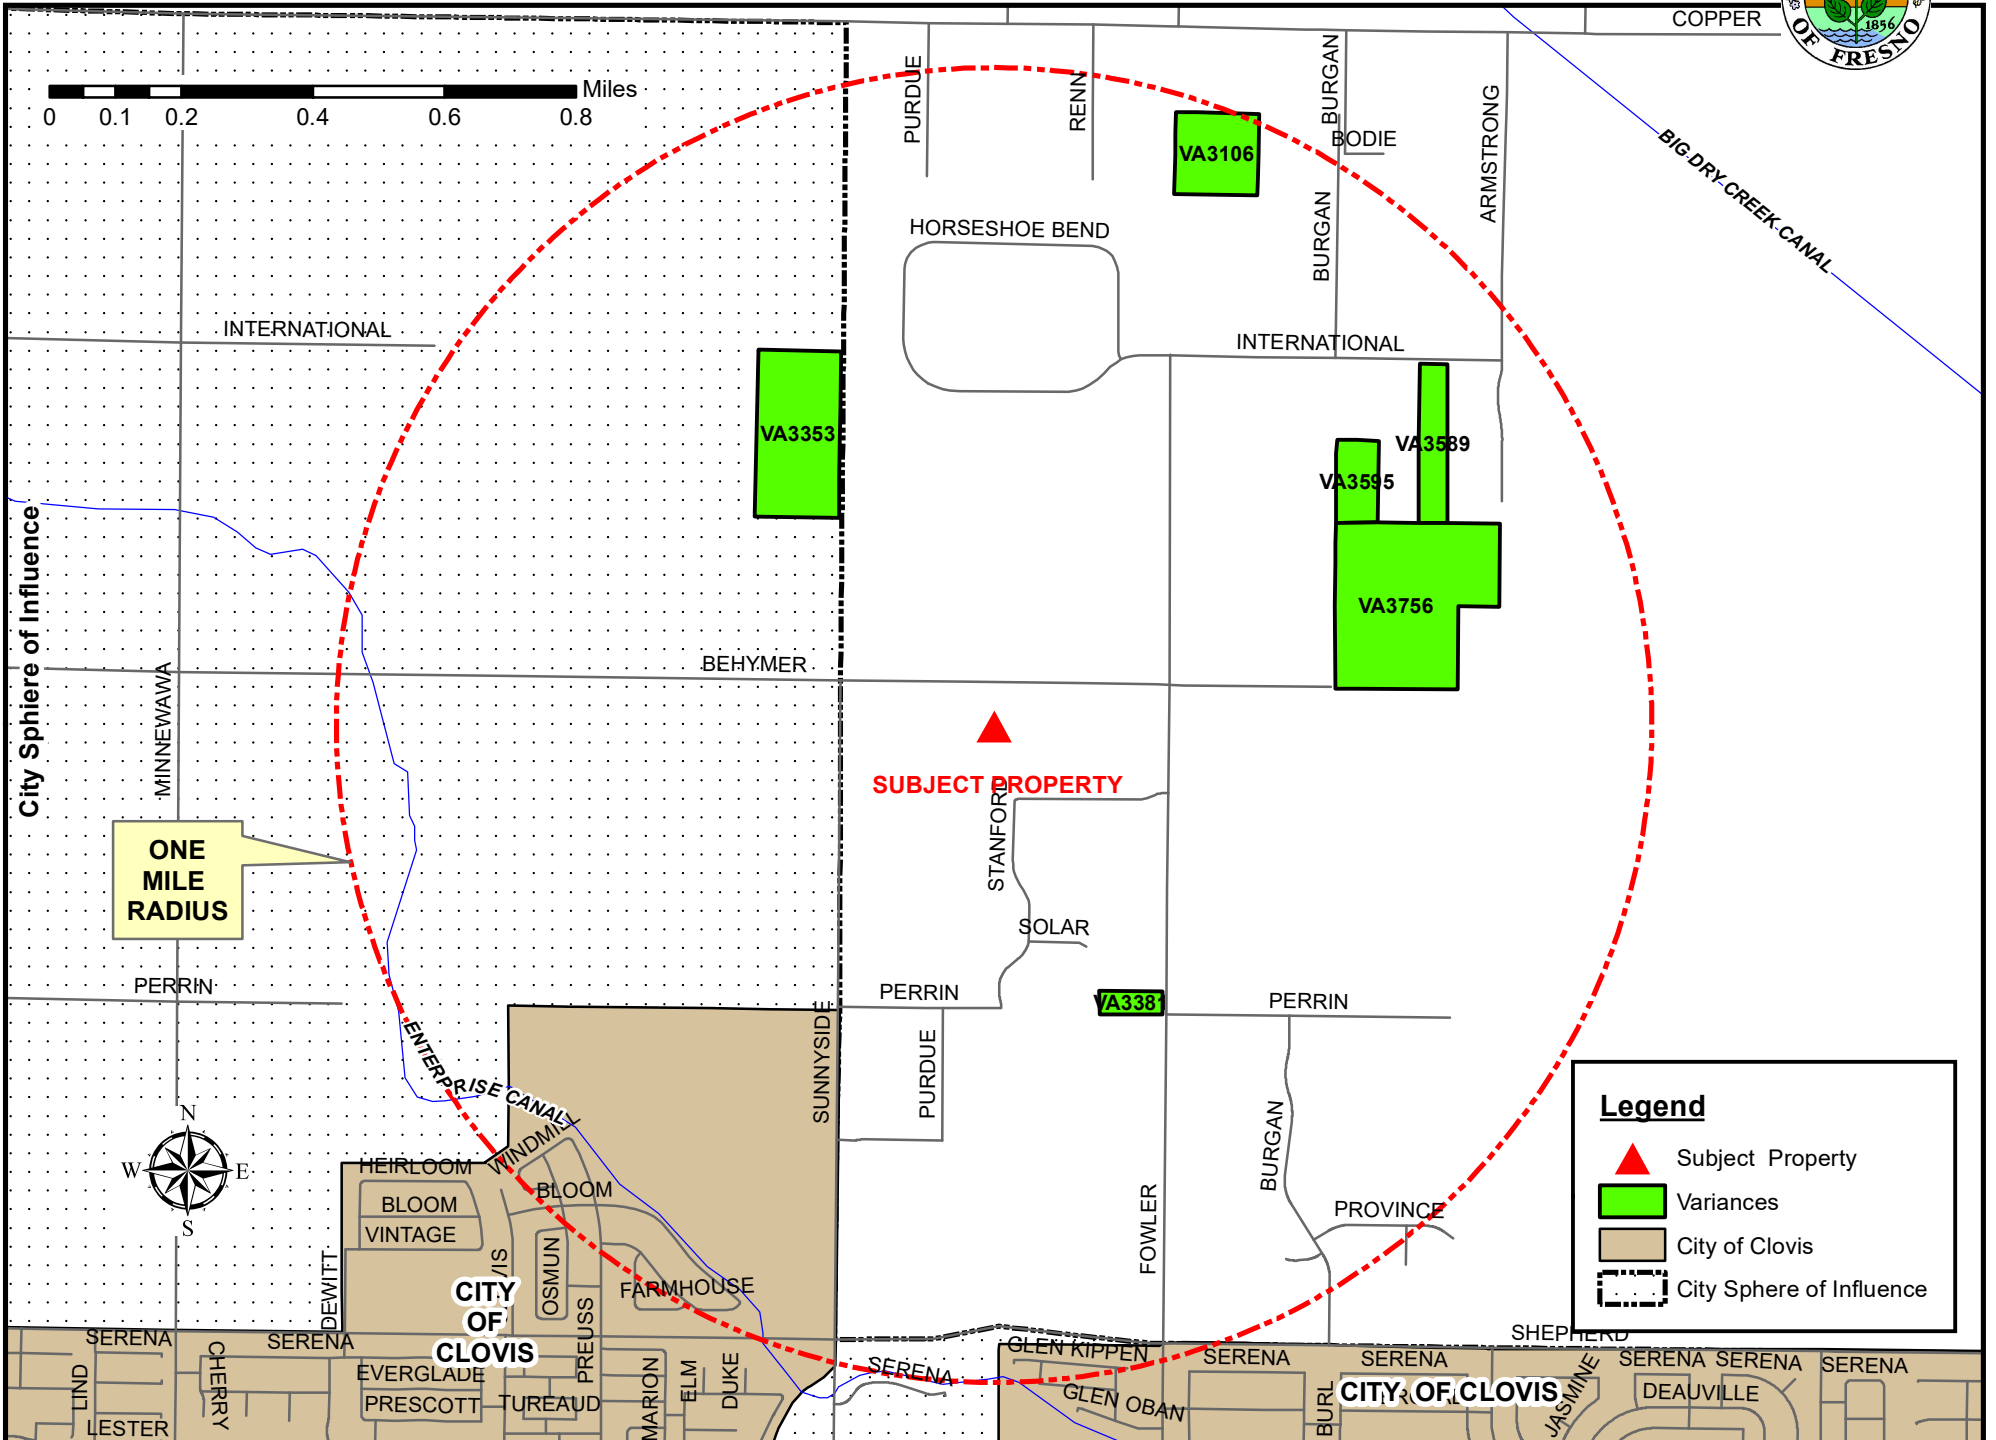 COPPER
1856
OF FRESNO
Miles
0 0.1 0.2 0.4 0.6 0.8
PURDUE
RENN
BURGAN
BODIE
ARMSTRONG
BIG DRY CREEK CANAL
VA3106
BURGAN
HORSESHOE BEND
INTERNATIONAL
INTERNATIONAL
VA3353
VA3589
VA3595
VA3756
City Sphiere of Influence
MINNEWAWA
BEHYMER
SUBJECT PROPERTY
STANFORD
ONE
MILE
RADIUS
SOLAR
PERRIN
PERRIN
VA3381
PERRIN
SUNNYSIDE
PURDUE
ENTERPRISE CANAL
WINDMILL
N
W E
S
HEIRLOOM
BLOOM
BLOOM
VINTAGE
OSMUN
FARMHOUSE
DEWITT
PREUSS
CITY
OF
CLOVIS
FOWLER
BURGAN
PROVINCE
Legend
Subject Property
Variances
City of Clovis
City Sphere of Influence
SHEPHERD
SERENA
SERENA
SERENA
GLEN KIPPEN
SERENA
SERENA
SERENA
SERENA
SERENA
LIND
CHERRY
EVERGLADE
PRESCOTT
TUREAUD
MARION
ELM
DUKE
GLEN OBAN
BURL
CITY OF CLOVIS
JASMINE
DEAUVILLE
LESTER